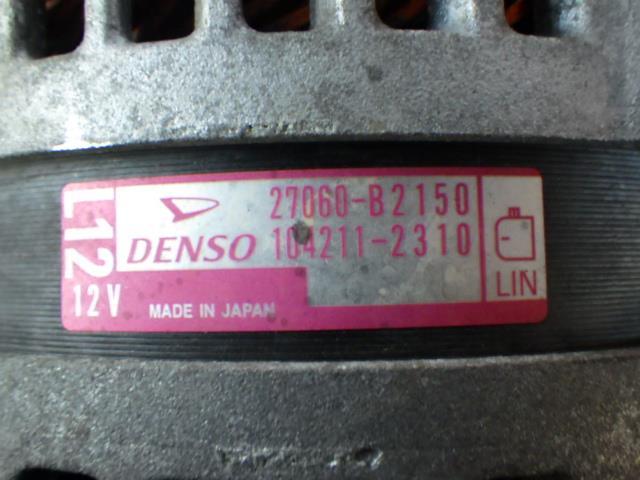 L12
12V
27060-B2150
DENSO 104211-2310
MADE IN JAPAN
LIN